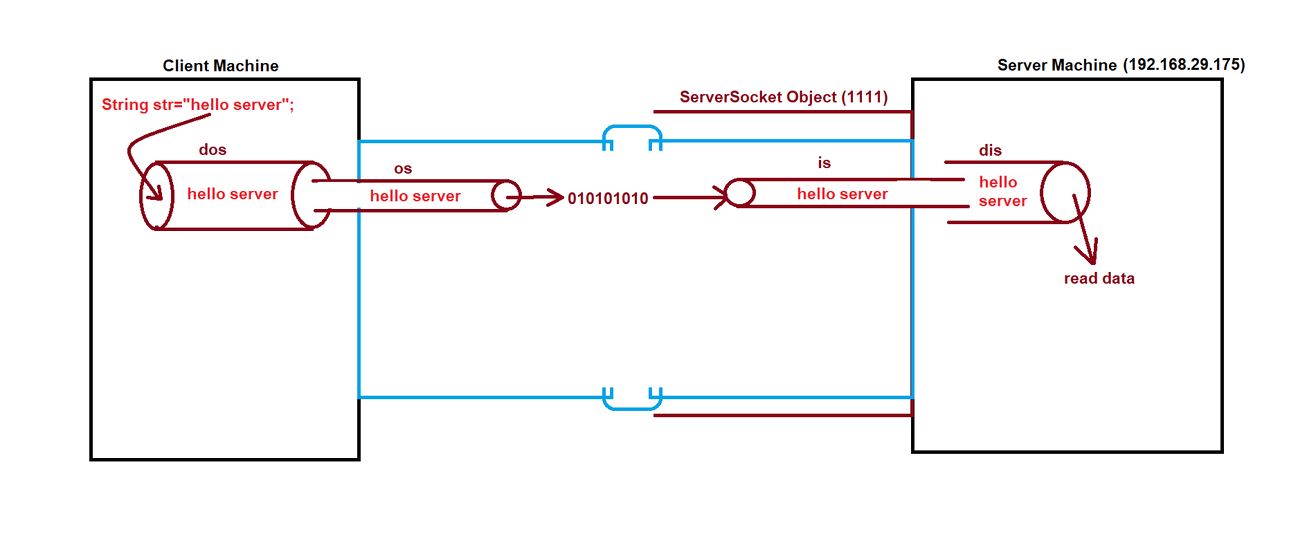 Client Machine
Server Machine (192.168.29.175)
String str="hello server";
ServerSocket Object (1111)
dos
os
is
dis
hello server
hello server
010101010
hello server
hello
server
read data